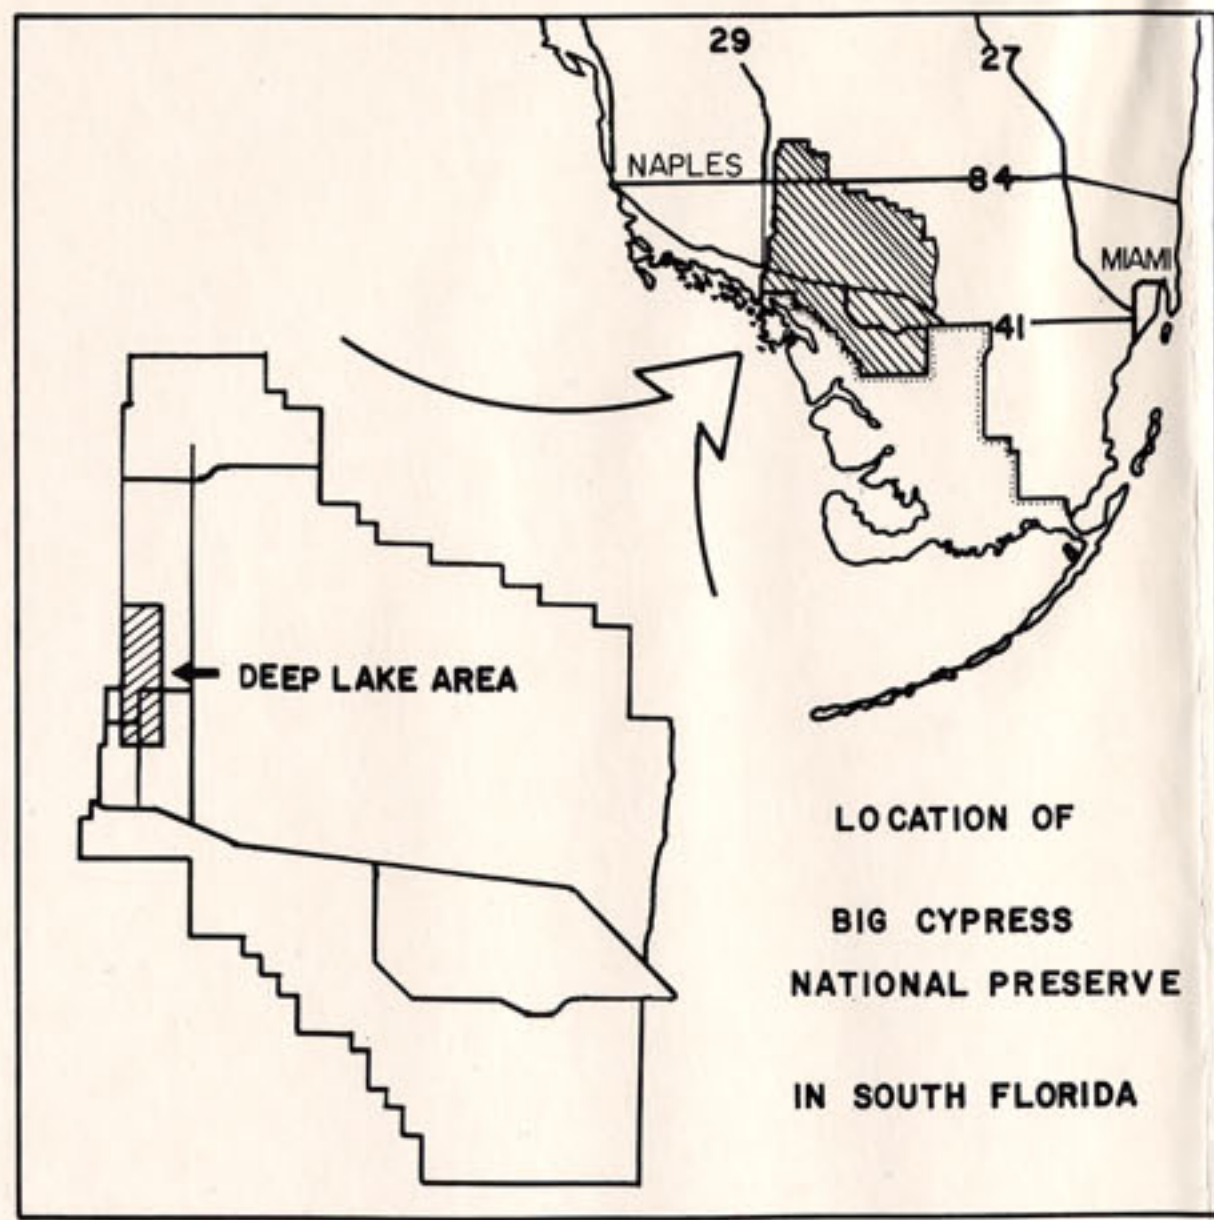 29
27
NAPLES
84
MIAMI
41
DEEP LAKE AREA
LOCATION OF
BIG CYPRESS
NATIONAL PRESERVE
IN SOUTH FLORIDA